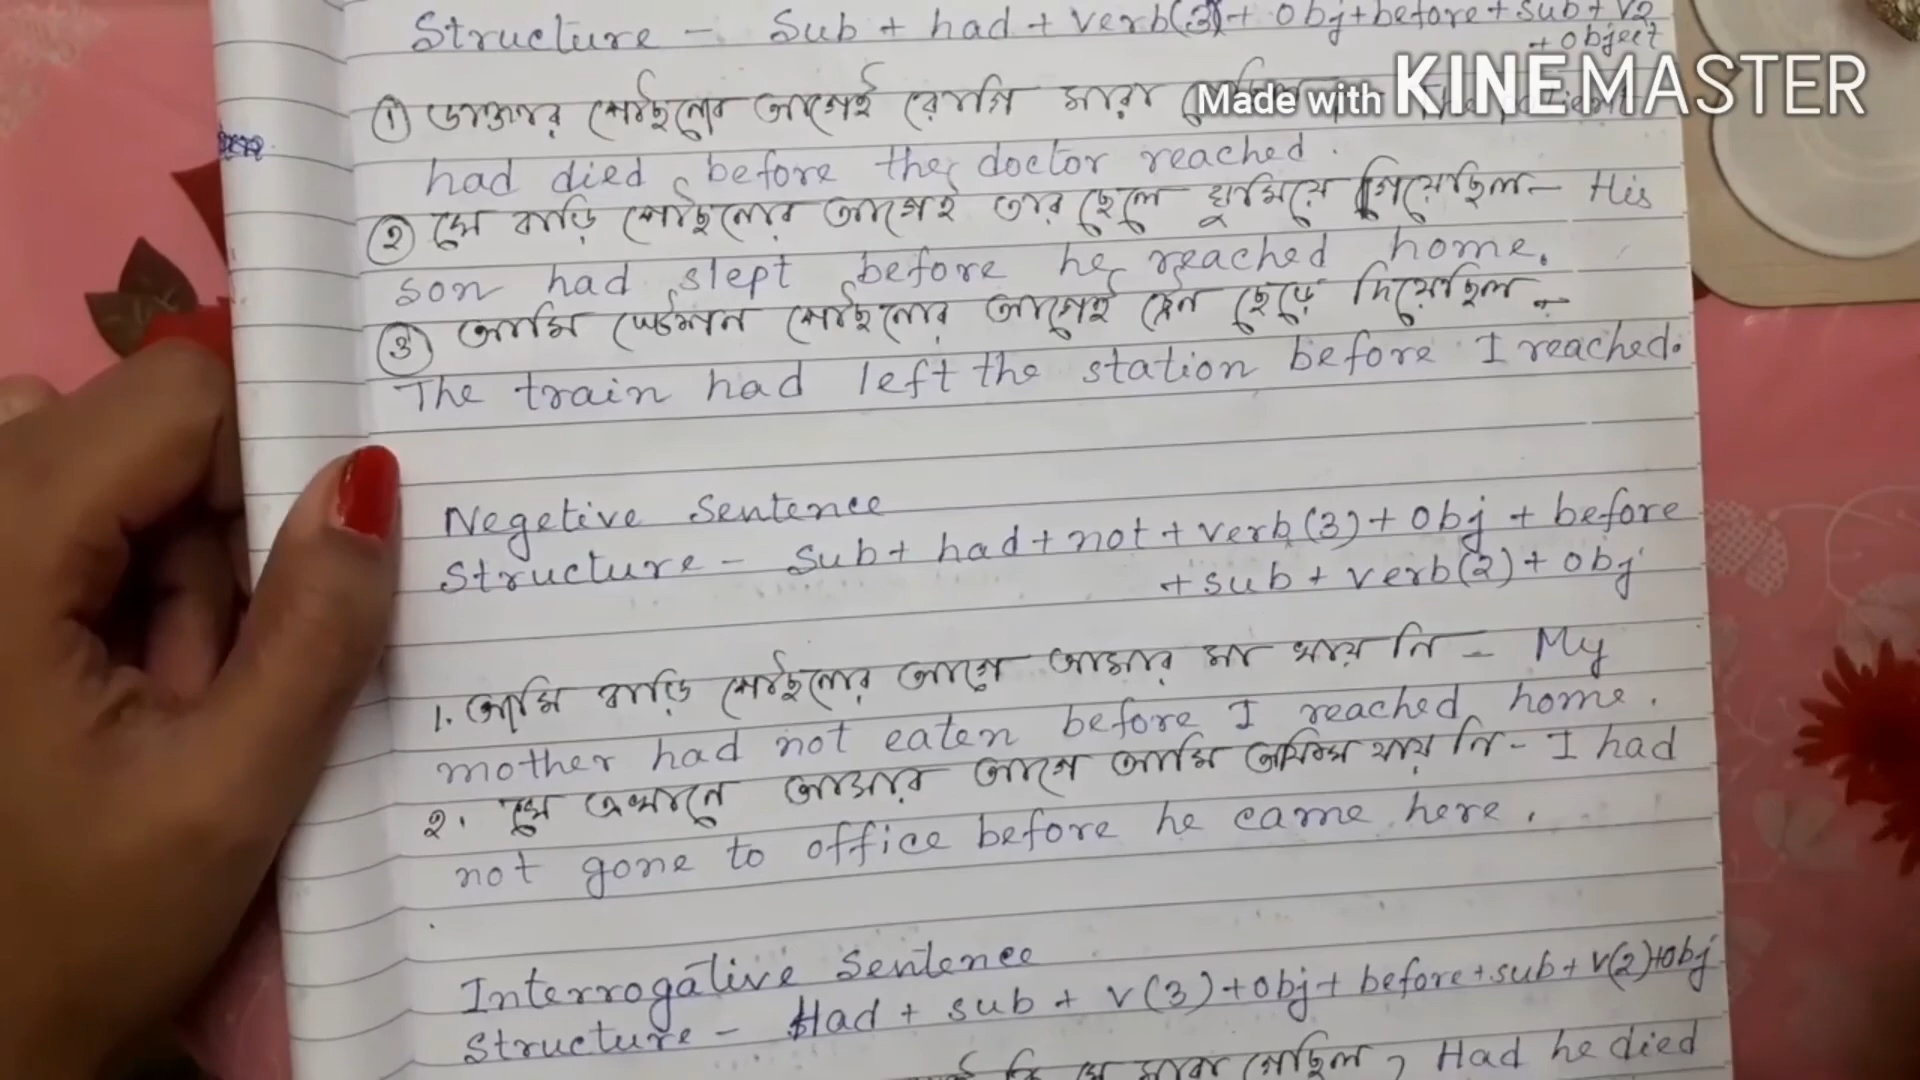 Structure - Sub + had + verb(3) + obj + before + sub + v2
+ object
Made with KINEMASTER
① ডাক্তার পৌঁছনোর আগেই রোগি মারা
had died before the doctor reached.
② সে বাড়ি পৌঁছনোর আগেই তার ছেলে ঘুমিয়ে গিয়েছিল - His
son had slept before he reached home.
③ আমি স্টেশন পৌঁছনোর আগেই ট্রেন ছেড়ে দিয়েছিল -
The train had left the station before I reached.
Negetive Sentence
Structure - Sub + had + not + verb(3) + obj + before
+ sub + verb(2) + obj
1. আমি বাড়ি পৌঁছনোর আগে আমার মা খায় নি - My
mother had not eaten before I reached home.
২. সে এখানে আসার আগে আমি অফিস যায় নি - I had
not gone to office before he came here.
Interrogative Sentence
Structure - Had + sub + v(3) + obj + before + sub + v(2) + obj
কি সে মারা গেছিল, Had he died